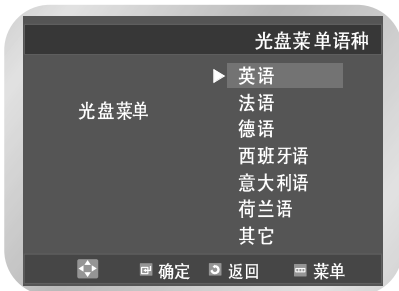 光盘菜单语种
光盘菜单
英语
法语
德语
西班牙语
意大利语
荷兰语
其它
确定 返回 菜单